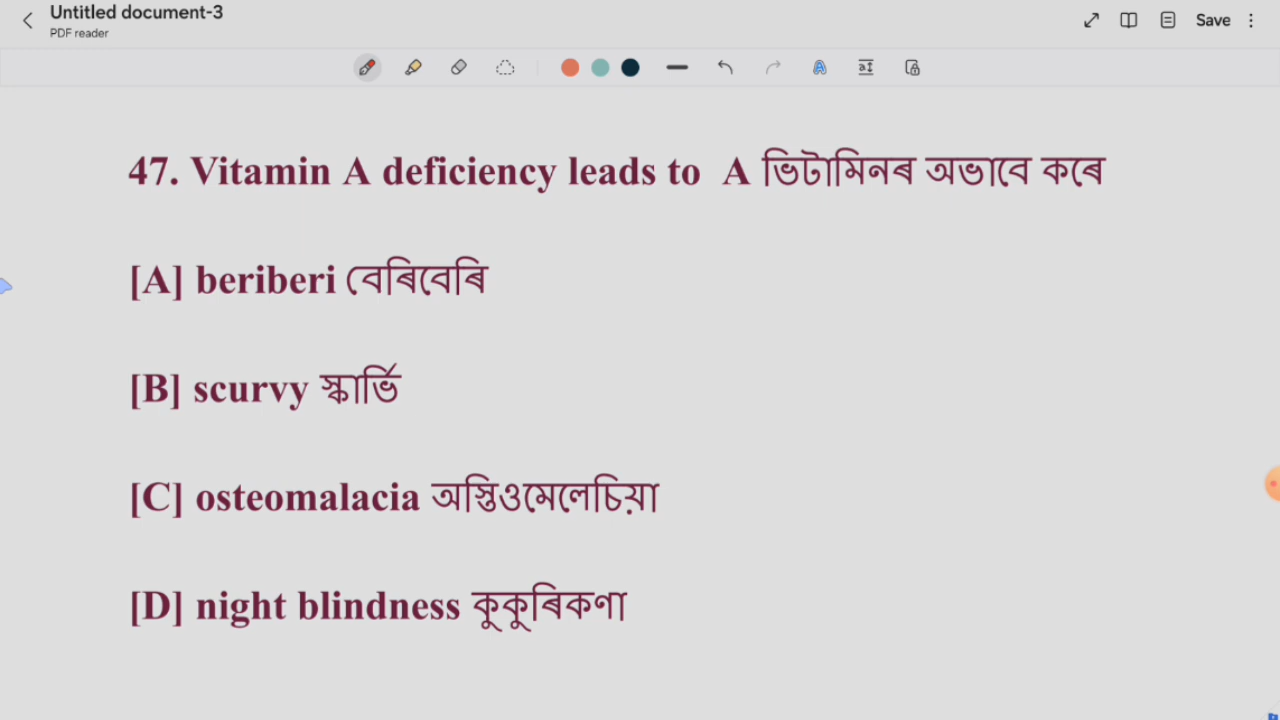 Untitled document-3
PDF reader
Save
47. Vitamin A deficiency leads to A ভিটামিনৰ অভাবে কৰে
[A] beriberi বেৰিবেৰি
[B] scurvy স্কাৰ্ভি
[C] osteomalacia অস্তিওমেলেচিয়া
[D] night blindness কুকুৰিকণা